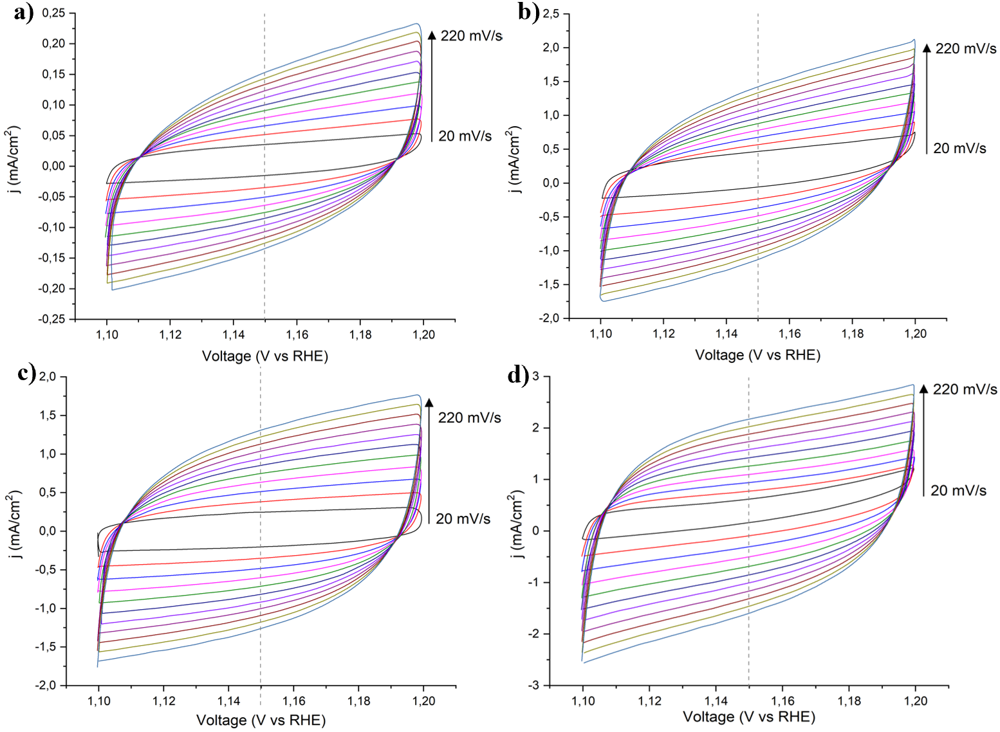 a)
0,25
0,20
0,15
0,10
0,05
0,00
-0,05
-0,10
-0,15
-0,20
-0,25
j (mA/cm2)
220 mV/s
20 mV/s
1,10 1,12 1,14 1,16 1,18 1,20
Voltage (V vs RHE)
b)
2,5
2,0
1,5
1,0
0,5
0,0
-0,5
-1,0
-1,5
-2,0
j (mA/cm2)
220 mV/s
20 mV/s
1,10 1,12 1,14 1,16 1,18 1,20
Voltage (V vs RHE)
c)
2,0
1,5
1,0
0,5
0,0
-0,5
-1,0
-1,5
-2,0
j (mA/cm2)
220 mV/s
20 mV/s
1,10 1,12 1,14 1,16 1,18 1,20
Voltage (V vs RHE)
d)
3
2
1
0
-1
-2
-3
j (mA/cm2)
220 mV/s
20 mV/s
1,10 1,12 1,14 1,16 1,18 1,20
Voltage (V vs RHE)